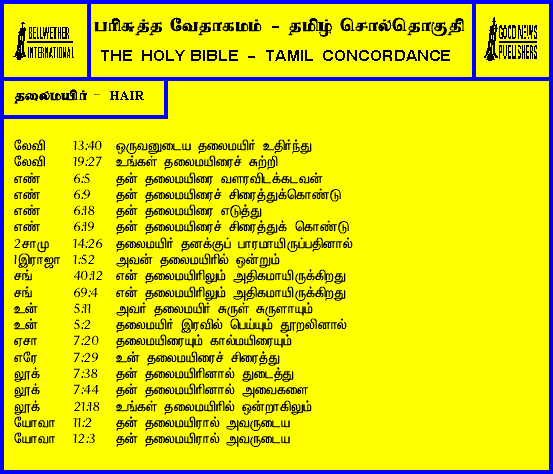 BELLWETHER
INTERNATIONAL
பரிசுத்த வேதாகமம் - தமிழ் சொல்தொகுதி
THE HOLY BIBLE - TAMIL CONCORDANCE
GOOD NEWS
PUBLISHERS
தலைமயிர் - HAIR
லேவி 13:40 ஒருவனுடைய தலைமயிர் உதிர்ந்து
லேவி 19:27 உங்கள் தலைமயிரைச் சுற்றி
எண் 6:5 தன் தலைமயிரை வளரவிடக்கடவன்
எண் 6:9 தன் தலைமயிரைச் சிரைத்துக்கொண்டு
எண் 6:18 தன் தலைமயிரை எடுத்து
எண் 6:19 தன் தலைமயிரைச் சிரைத்துக் கொண்டு
2சாமு 14:26 தலைமயிர் தனக்குப் பாரமாயிருப்பதினால்
1இராஜா 1:52 அவன் தலைமயிரில் ஒன்றும்
சங் 40:12 என் தலைமயிரிலும் அதிகமாயிருக்கிறது
சங் 69:4 என் தலைமயிரிலும் அதிகமாயிருக்கிறது
உன் 5:11 அவர் தலைமயிர் சுருள் சுருளாயும்
உன் 5:2 தலைமயிர் இரவில் பெய்யும் தூறலினால்
ஏசா 7:20 தலைமயிரையும் கால்மயிரையும்
எரே 7:29 உன் தலைமயிரைச் சிரைத்து
லூக் 7:38 தன் தலைமயிரினால் துடைத்து
லூக் 7:44 தன் தலைமயிரினால் அவைகளை
லூக் 21:18 உங்கள் தலைமயிரில் ஒன்றாகிலும்
யோவா 11:2 தன் தலைமயிரால் அவருடைய
யோவா 12:3 தன் தலைமயிரால் அவருடைய